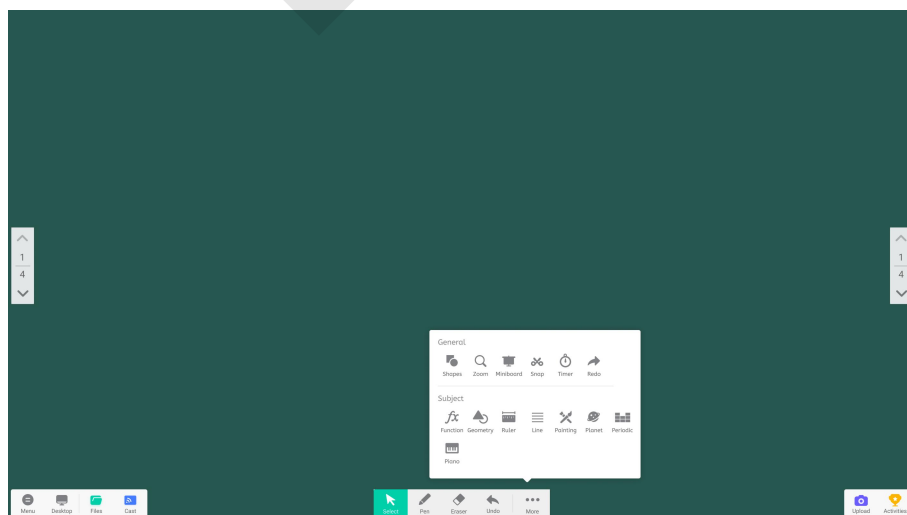 1
4
1
4
General
Shapes Zoom Miniboard Snap Timer Redo
Subject
Function Geometry Ruler Line Painting Planet Periodic
Piano
Menu Desktop Files Cast Select Pen Eraser Undo More Upload Activities